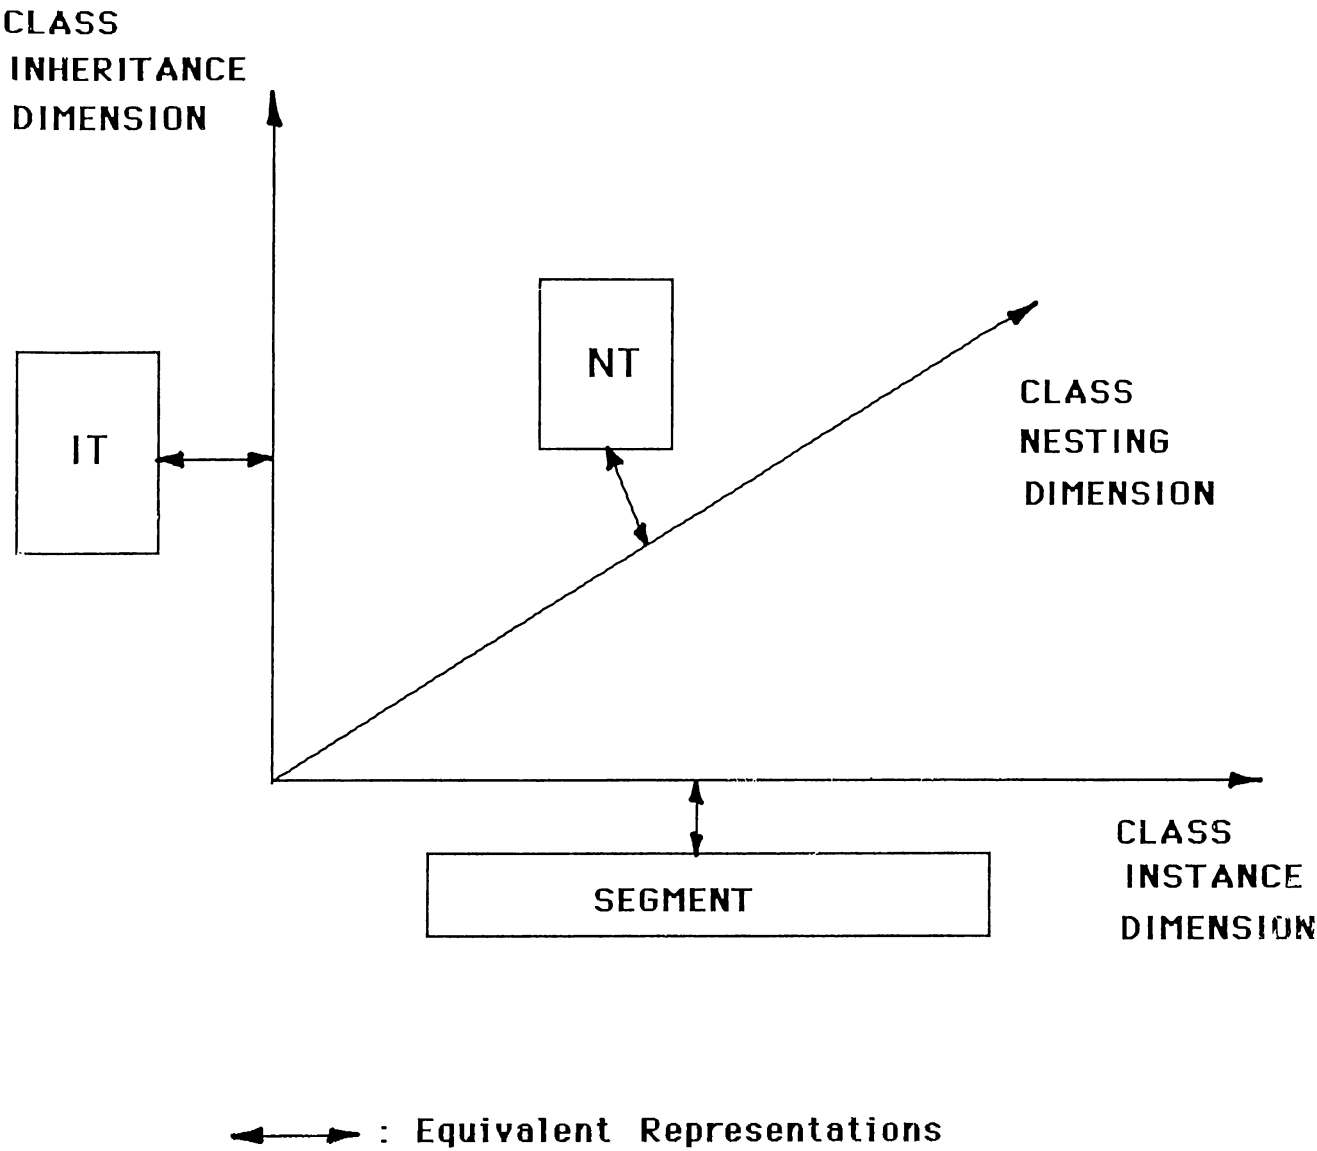 CLASS
INHERITANCE
DIMENSION
NT
IT
CLASS
NESTING
DIMENSION
CLASS
INSTANCE
DIMENSION
SEGMENT
: Equivalent Representations